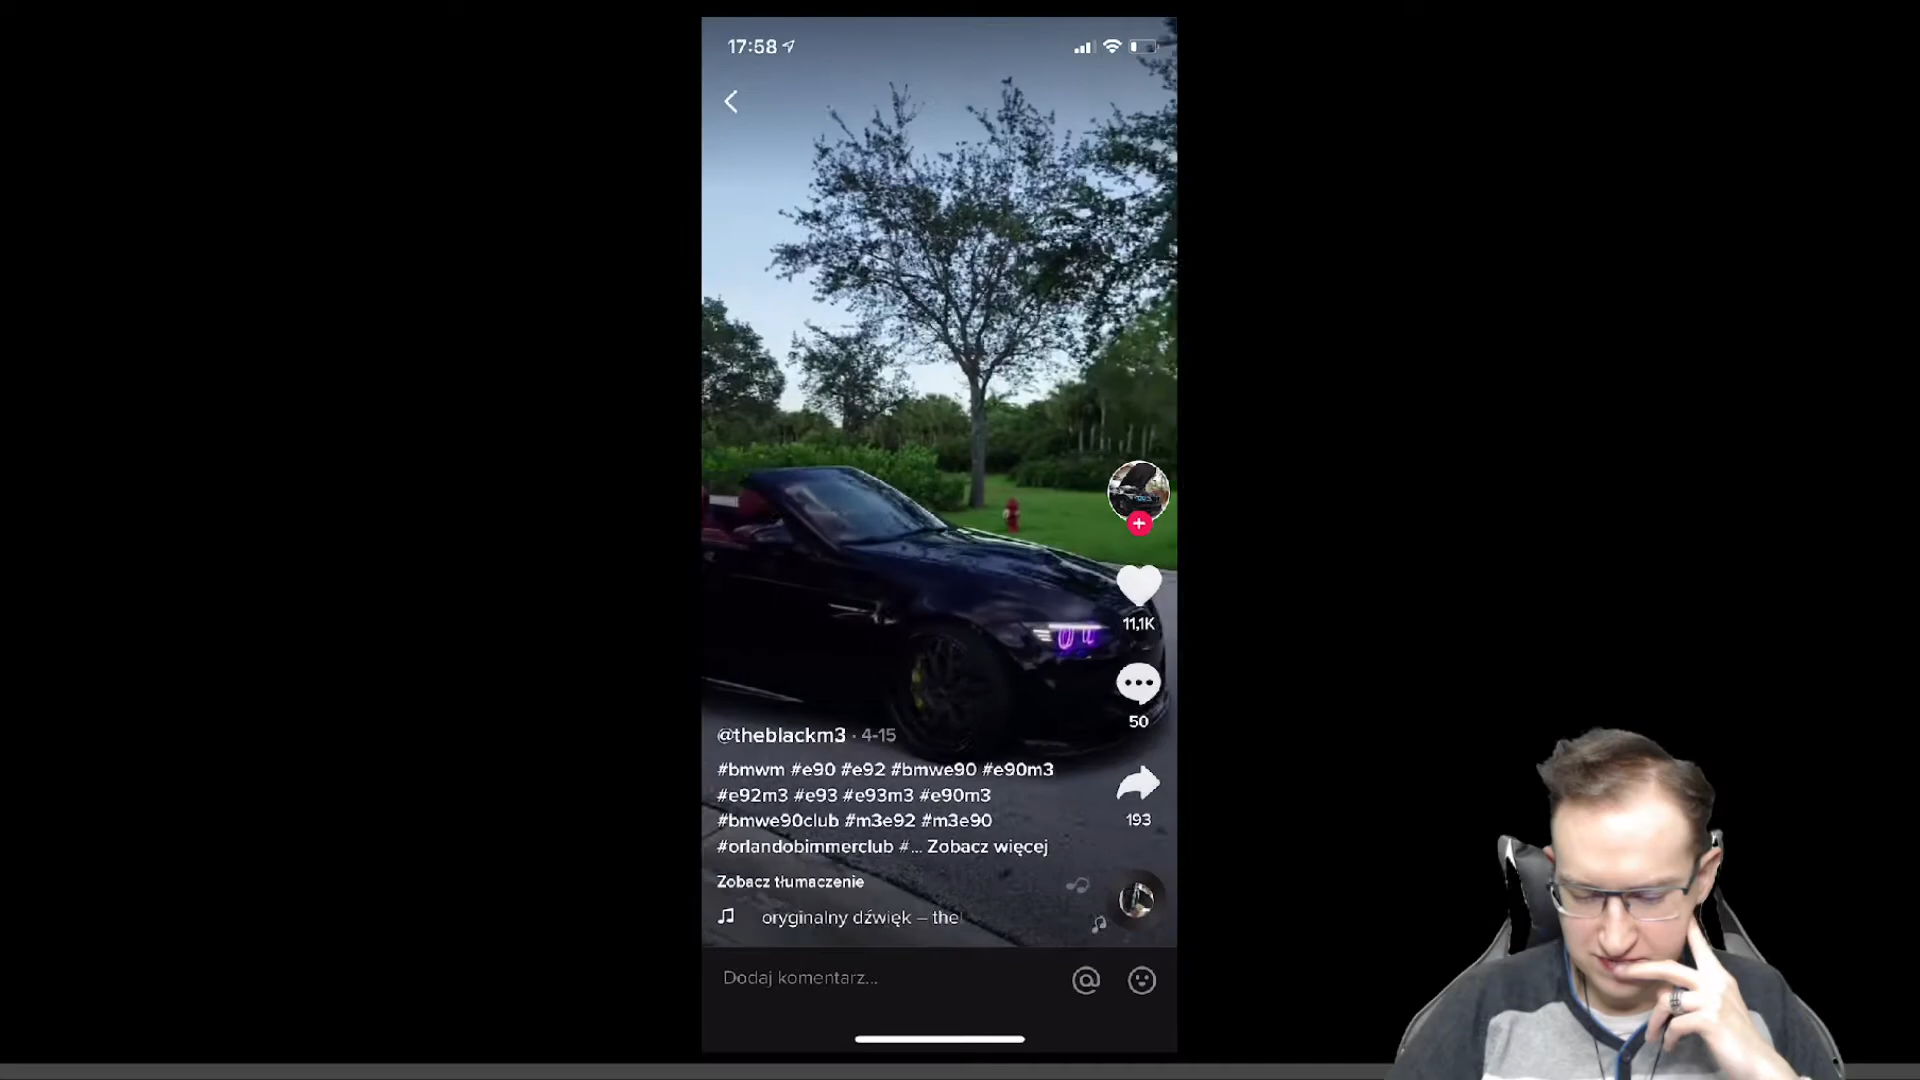 17:58
11,1K
50
@theblackm3 · 4-15
#bmwm #e90 #e92 #bmwe90 #e90m3
#e92m3 #e93 #e93m3 #e90m3
#bmwe90club #m3e92 #m3e90
193
#orlandobimmerclub #... Zobacz więcej
Zobacz tłumaczenie
oryginalny dźwięk – the
Dodaj komentarz...